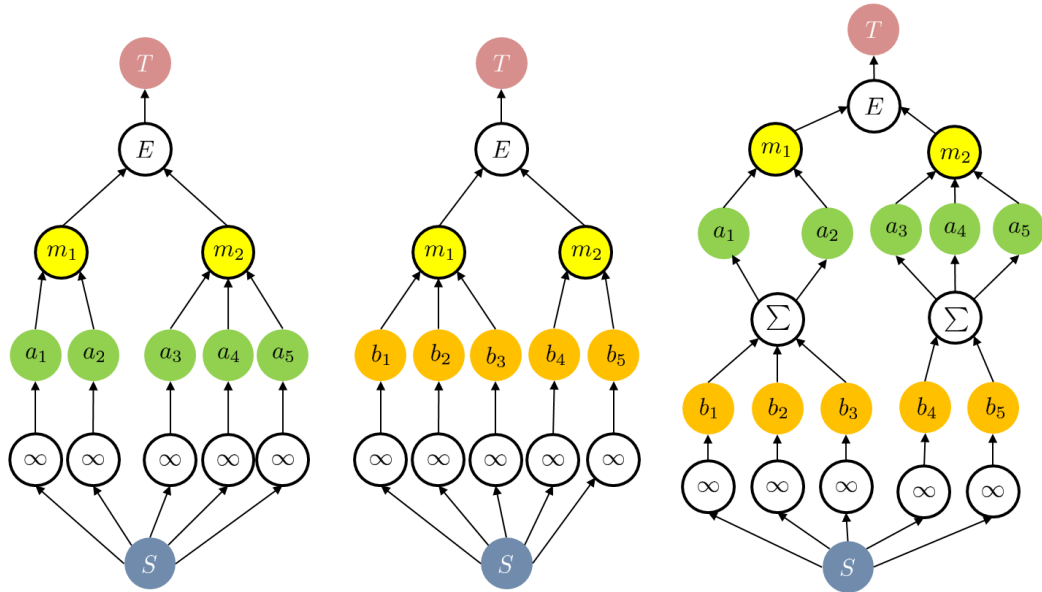 T
E
m₁ m₂
a₁ a₂ a₃ a₄ a₅
∞ ∞ ∞ ∞ ∞
S
T
E
m₁ m₂
b₁ b₂ b₃ b₄ b₅
∞ ∞ ∞ ∞ ∞
S
T
E
m₁ m₂
a₁ a₂ a₃ a₄ a₅
∑ ∑
b₁ b₂ b₃ b₄ b₅
∞ ∞ ∞ ∞ ∞
S